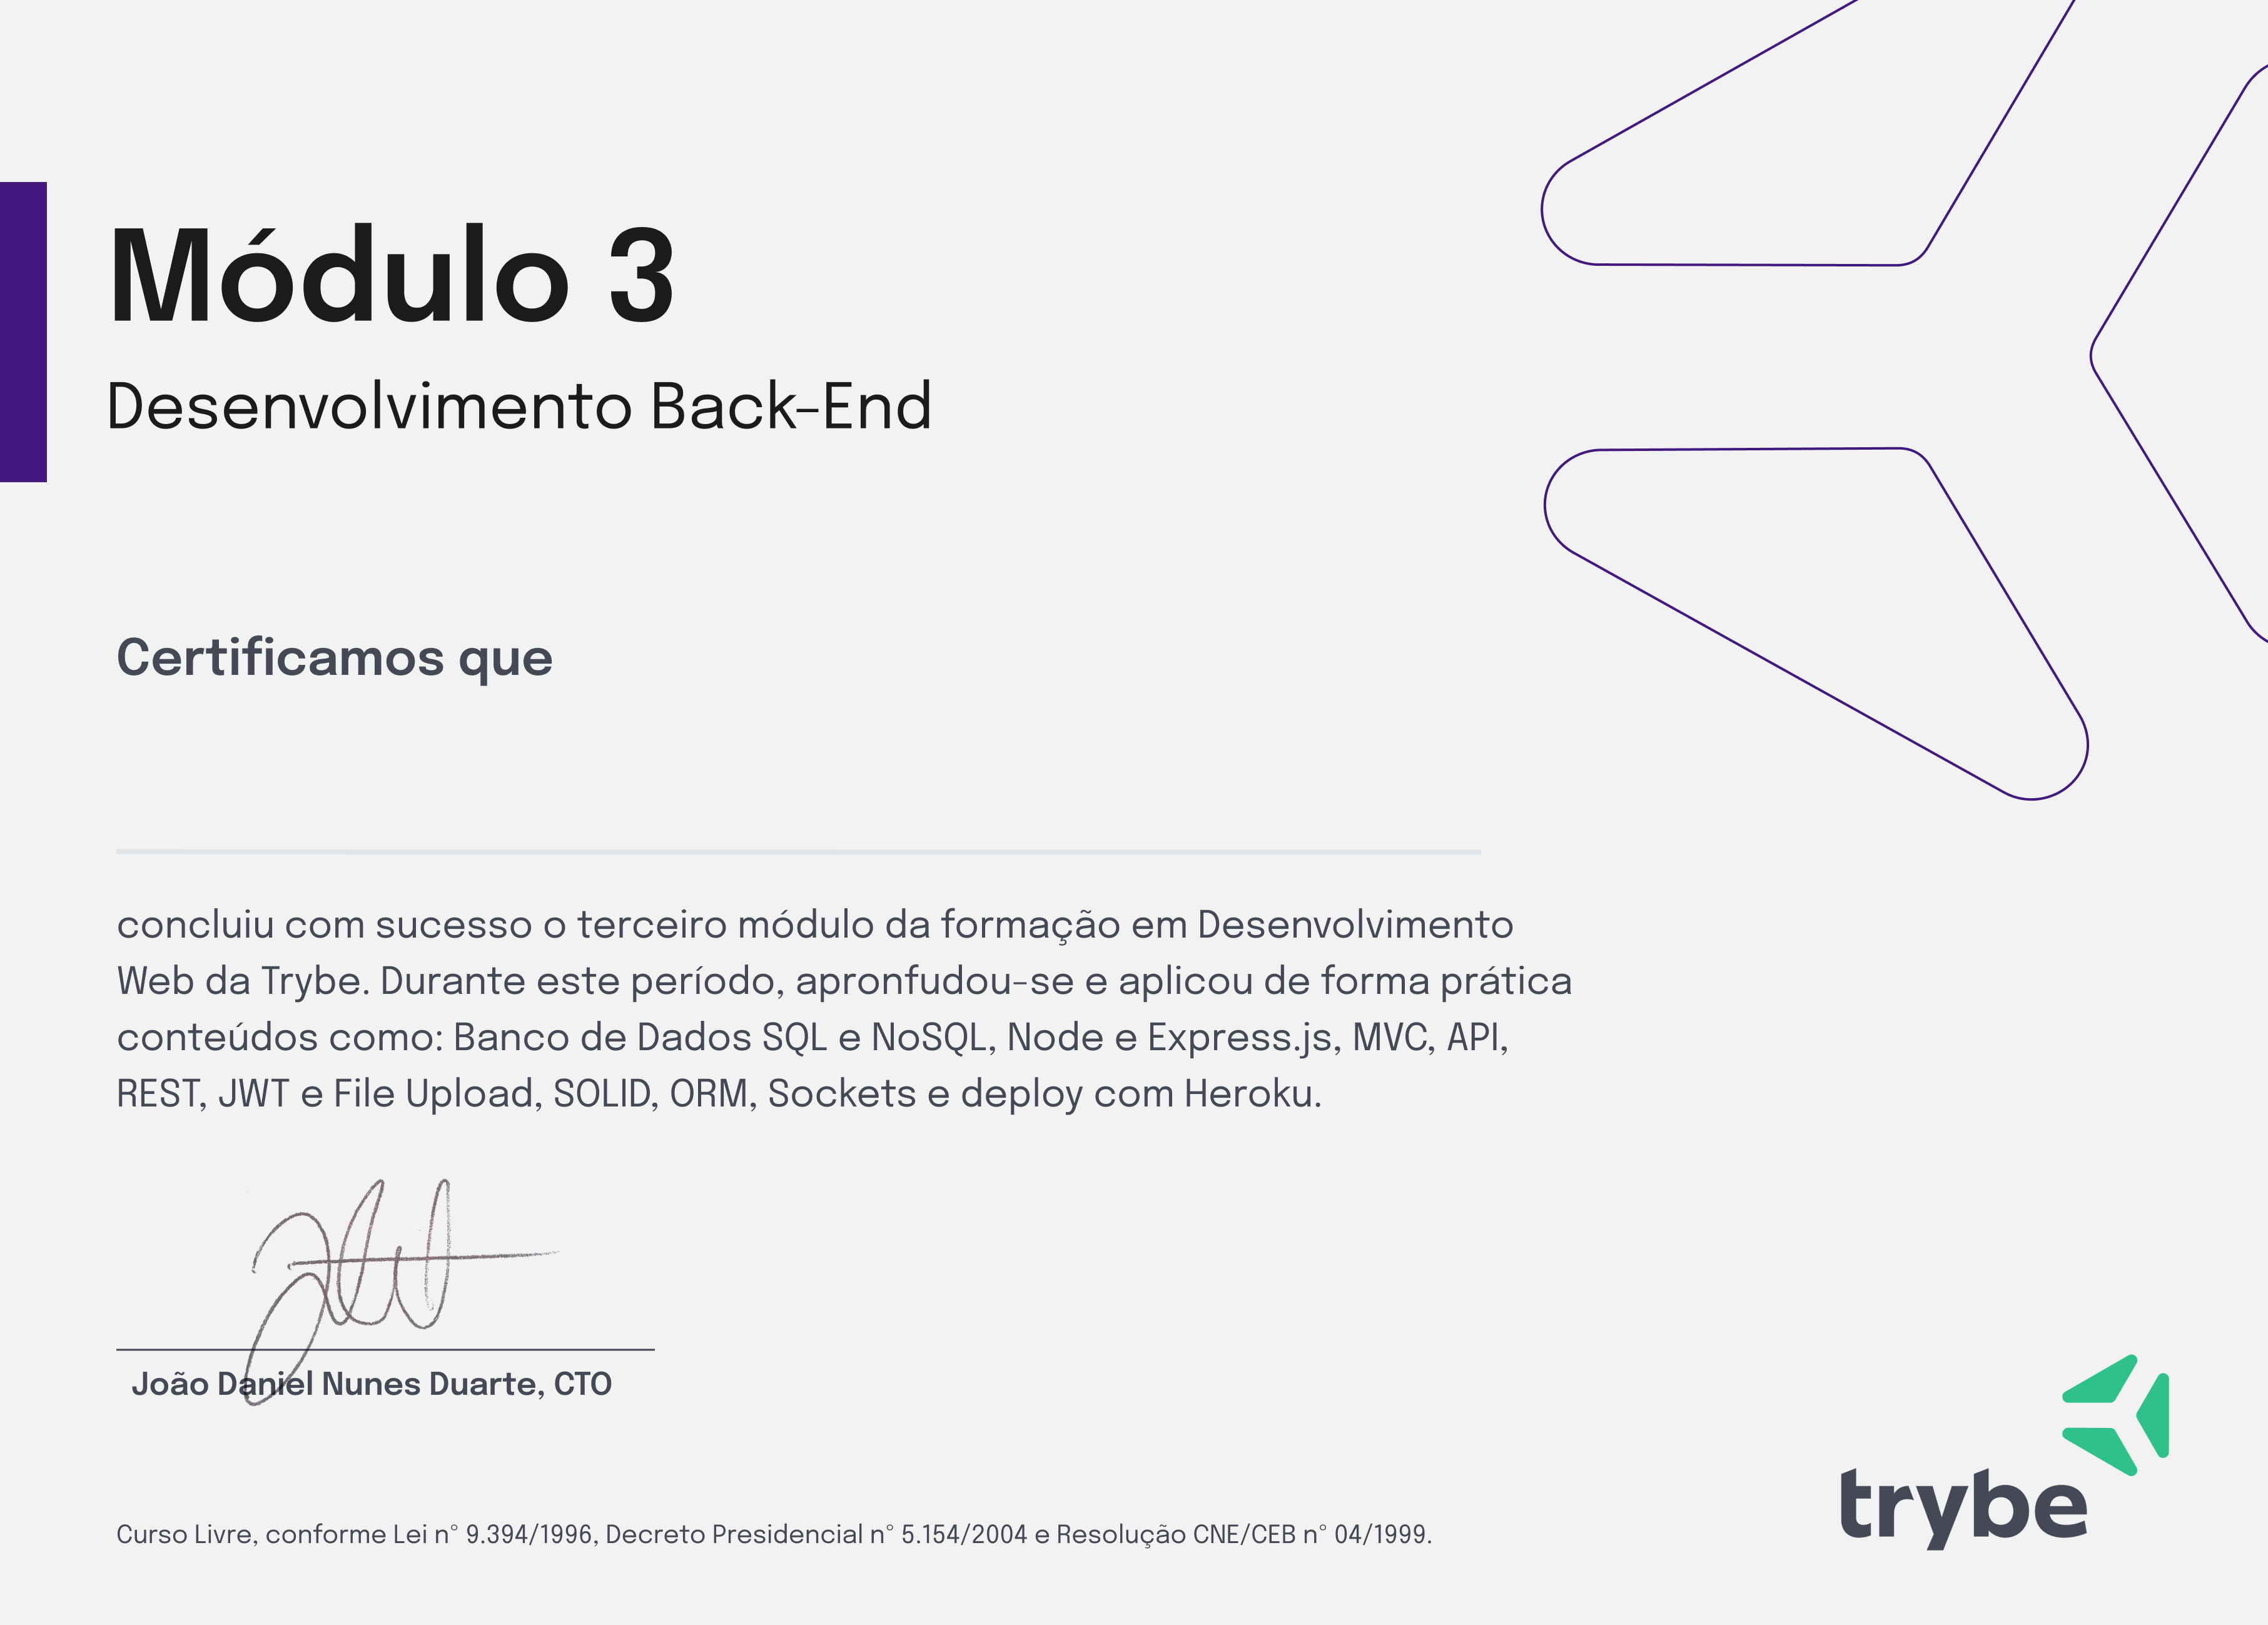 Módulo 3
Desenvolvimento Back-End
Certificamos que
concluiu com sucesso o terceiro módulo da formação em Desenvolvimento
Web da Trybe. Durante este período, apronfudou-se e aplicou de forma prática
conteúdos como: Banco de Dados SQL e NoSQL, Node e Express.js, MVC, API,
REST, JWT e File Upload, SOLID, ORM, Sockets e deploy com Heroku.
João Daniel Nunes Duarte, CTO
trybe
Curso Livre, conforme Lei n° 9.394/1996, Decreto Presidencial n° 5.154/2004 e Resolução CNE/CEB n° 04/1999.